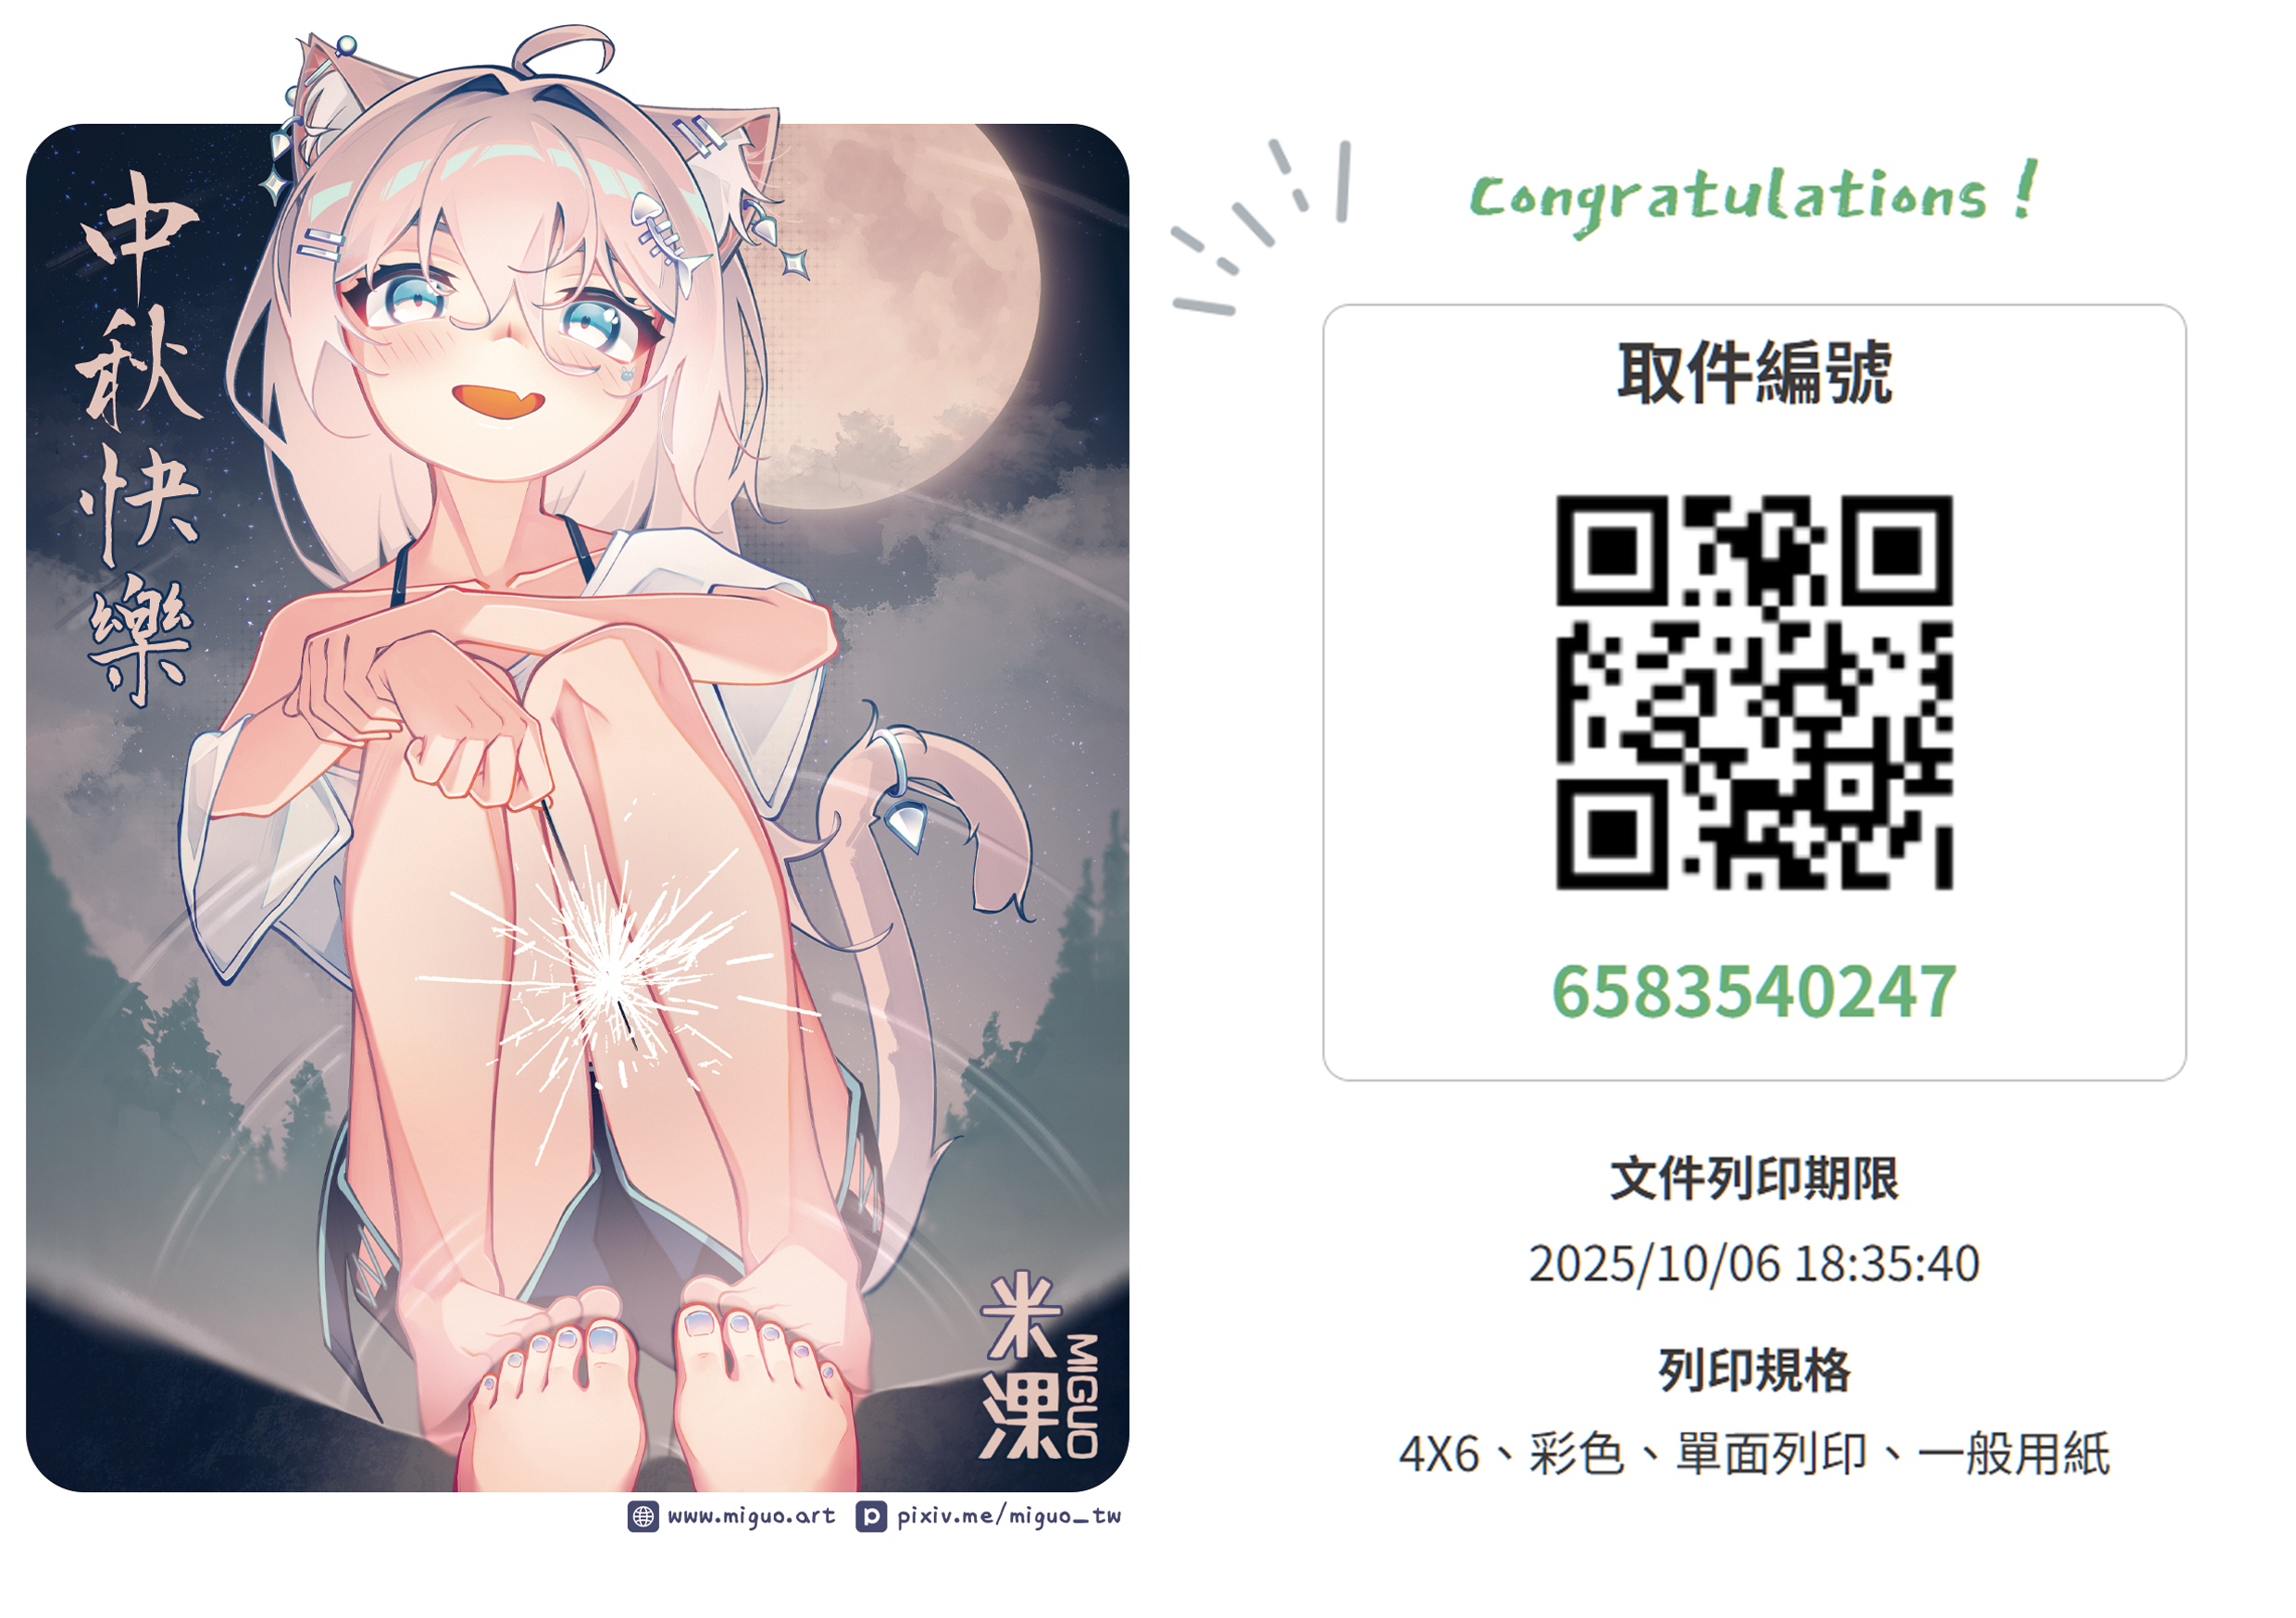 中秋快樂
米淉
MIGUO
www.miguo.art
pixiv.me/miguo_tw
Congratulations !
取件編號
6583540247
文件列印期限
2025/10/06 18:35:40
列印規格
4X6、彩色、單面列印、一般用紙